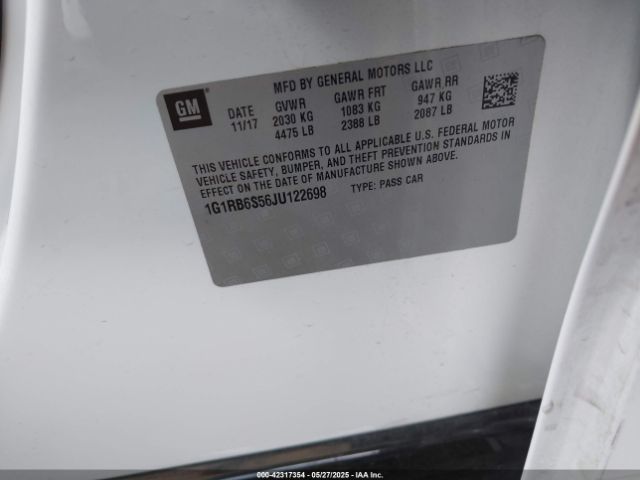 MFD BY GENERAL MOTORS LLC
GM
DATE GVWR GAWR FRT GAWR RR
11/17 2030 KG 1083 KG 947 KG
4475 LB 2388 LB 2087 LB
THIS VEHICLE CONFORMS TO ALL APPLICABLE U.S. FEDERAL MOTOR
VEHICLE SAFETY, BUMPER, AND THEFT PREVENTION STANDARDS IN
EFFECT ON THE DATE OF MANUFACTURE SHOWN ABOVE.
1G1RB6S56JU122698 TYPE: PASS CAR
000-42317354 | 05/27/2025 | IAAI.COM